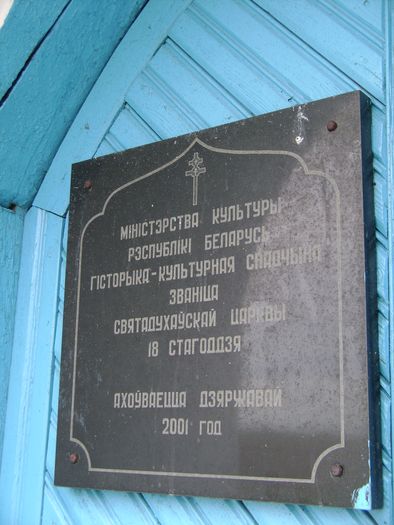 МІНІСТЭРСТВА КУЛЬТУРЫ
РЭСПУБЛІКІ БЕЛАРУСЬ
ГІСТОРЫКА-КУЛЬТУРНАЯ СПАДЧЫНА
ЗВАНІЦА
СВЯТАДУХАЎСКАЙ ЦАРКВЫ
18 СТАГОДДЗЯ
АХОЎВАЕЦЦА ДЗЯРЖАВАЙ
2001 ГОД